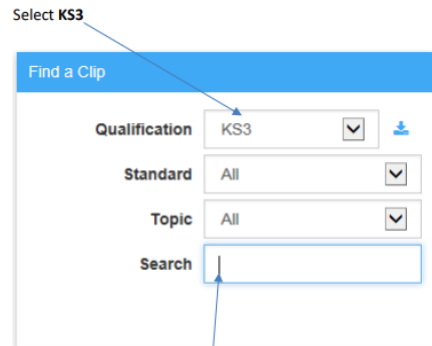 Select KS3
Find a Clip
Qualification KS3
Standard All
Topic All
Search